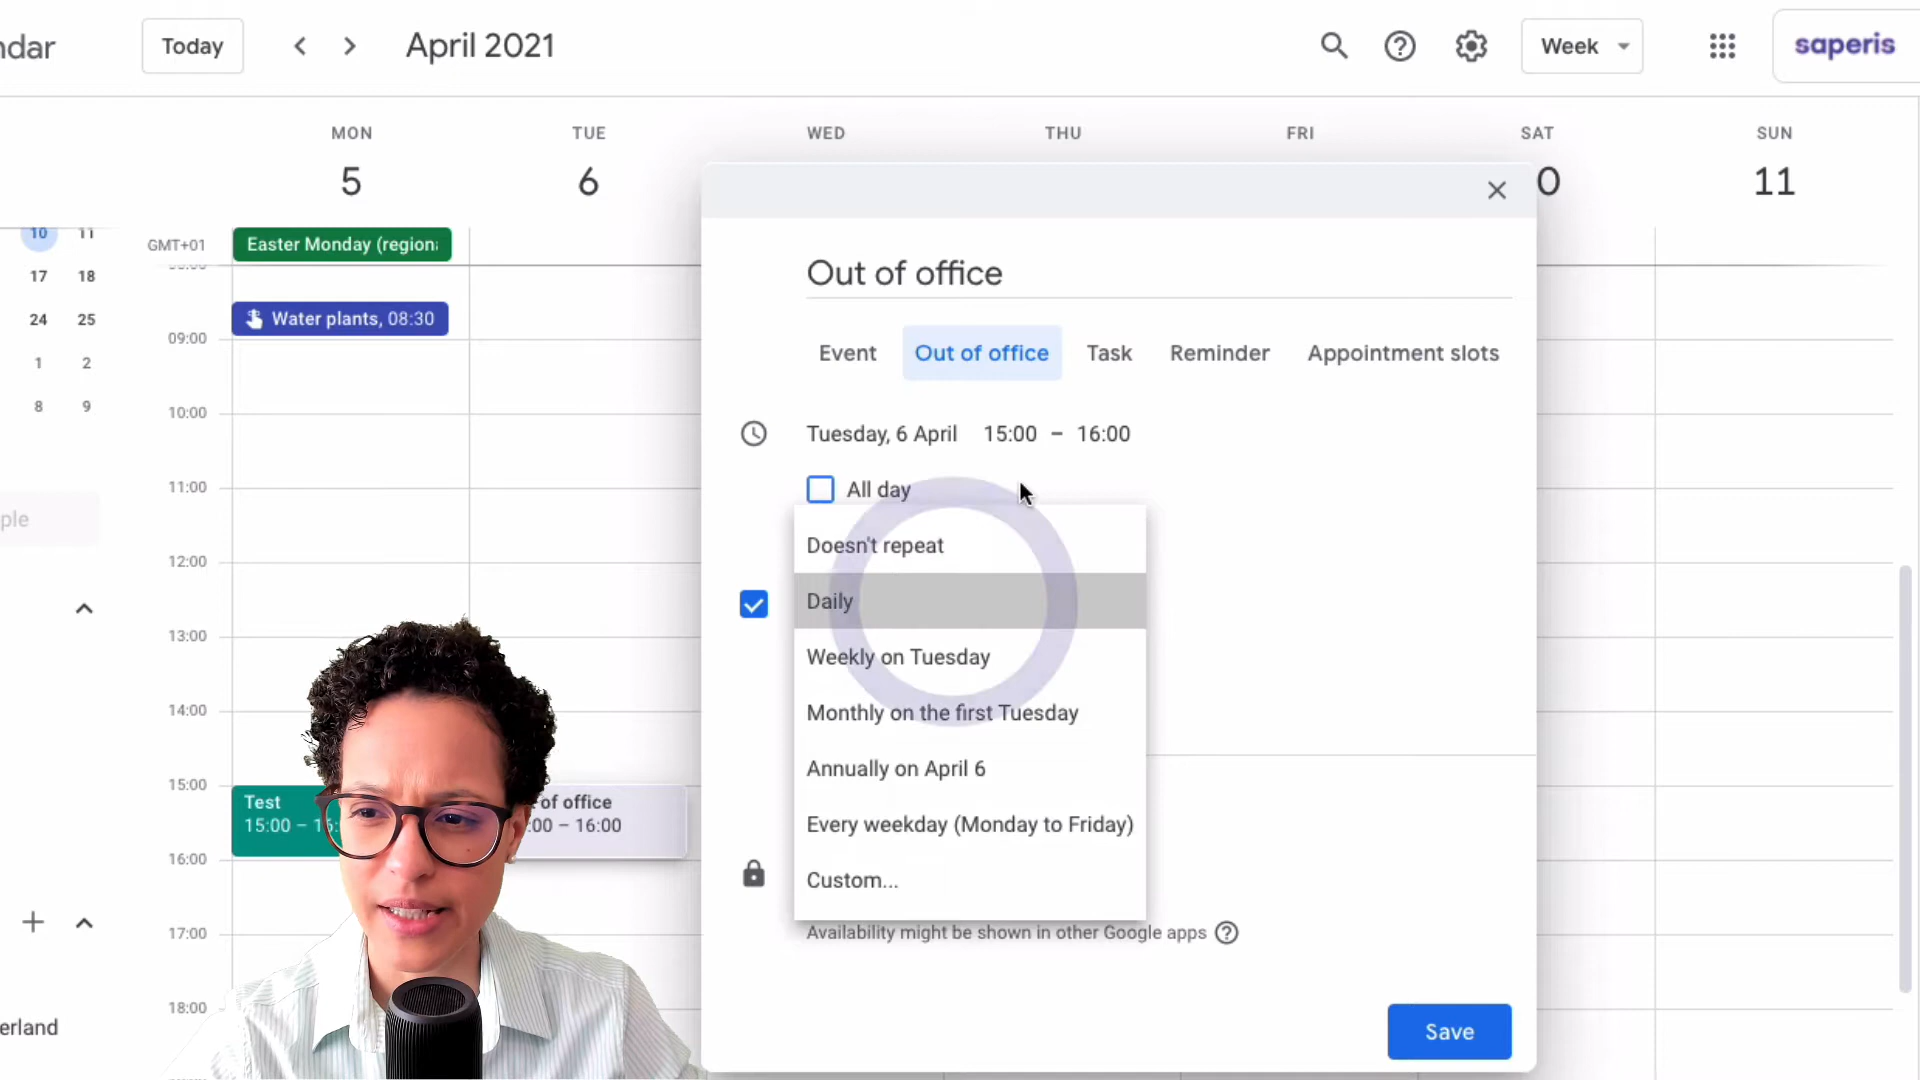 ndar
Today
April 2021
Week
saperis
MON
TUE
WED
THU
FRI
SAT
SUN
5
6
0
11
10 11
17 18
24 25
1 2
8 9
ple
erland
GMT+01
Easter Monday (regiona
Water plants, 08:30
09:00
10:00
11:00
12:00
13:00
14:00
15:00
16:00
17:00
18:00
Test
15:00 – 16:
of office
:00 – 16:00
Out of office
Event
Out of office
Task
Reminder
Appointment slots
Tuesday, 6 April 15:00 – 16:00
All day
Doesn't repeat
Daily
Weekly on Tuesday
Monthly on the first Tuesday
Annually on April 6
Every weekday (Monday to Friday)
Custom...
Availability might be shown in other Google apps
Save